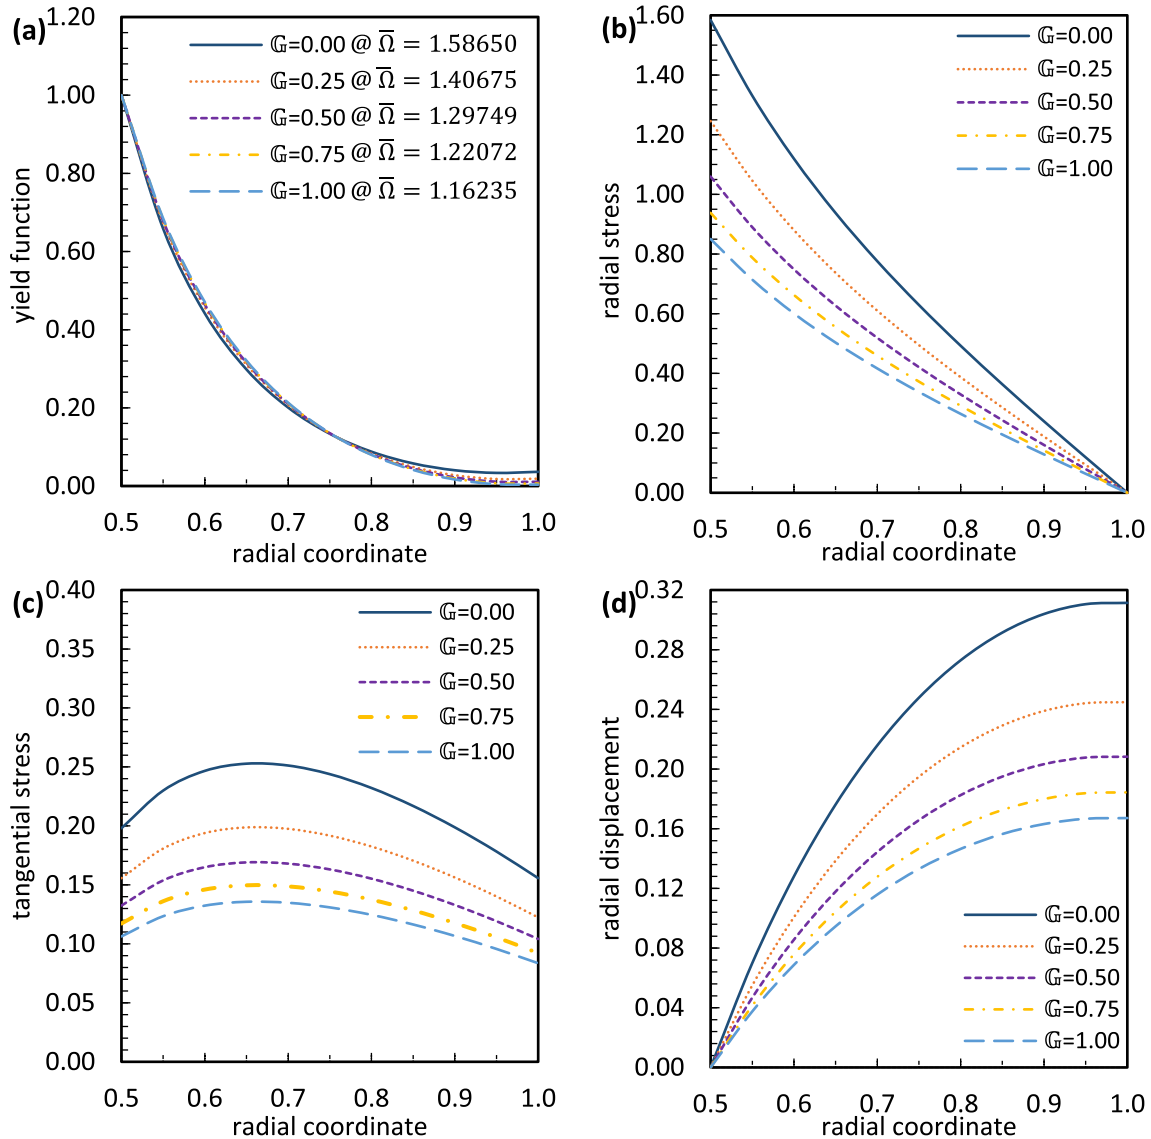 (a)
1.20
1.00
0.80
0.60
0.40
0.20
0.00
yield function
𝔾=0.00 @ Ω̅ = 1.58650
𝔾=0.25 @ Ω̅ = 1.40675
𝔾=0.50 @ Ω̅ = 1.29749
𝔾=0.75 @ Ω̅ = 1.22072
𝔾=1.00 @ Ω̅ = 1.16235
0.5 0.6 0.7 0.8 0.9 1.0
radial coordinate
(b)
1.60
1.40
1.20
1.00
0.80
0.60
0.40
0.20
0.00
radial stress
𝔾=0.00
𝔾=0.25
𝔾=0.50
𝔾=0.75
𝔾=1.00
0.5 0.6 0.7 0.8 0.9 1.0
radial coordinate
(c)
0.40
0.35
0.30
0.25
0.20
0.15
0.10
0.05
0.00
tangential stress
𝔾=0.00
𝔾=0.25
𝔾=0.50
𝔾=0.75
𝔾=1.00
0.5 0.6 0.7 0.8 0.9 1.0
radial coordinate
(d)
0.32
0.28
0.24
0.20
0.16
0.12
0.08
0.04
0.00
radial displacement
𝔾=0.00
𝔾=0.25
𝔾=0.50
𝔾=0.75
𝔾=1.00
0.5 0.6 0.7 0.8 0.9 1.0
radial coordinate